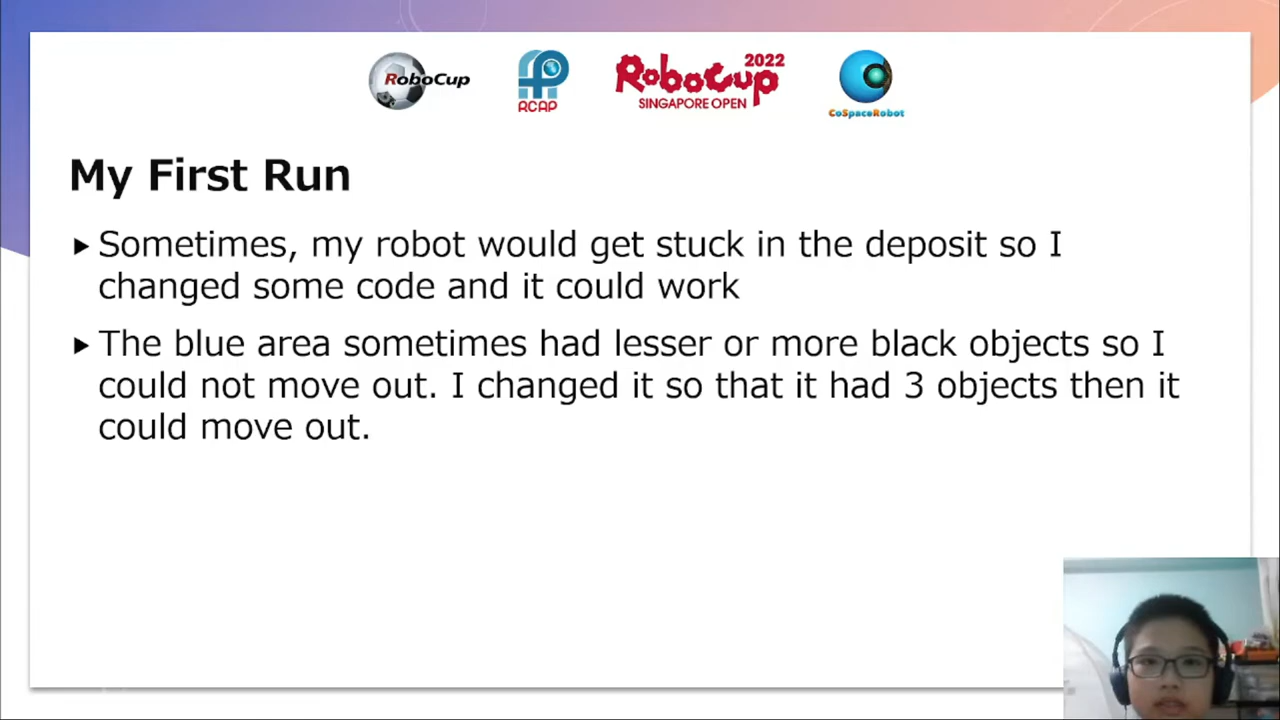 RoboCup
RCAP
RoboCup 2022
SINGAPORE OPEN
CoSpaceRobot
My First Run
Sometimes, my robot would get stuck in the deposit so I
changed some code and it could work
The blue area sometimes had lesser or more black objects so I
could not move out. I changed it so that it had 3 objects then it
could move out.